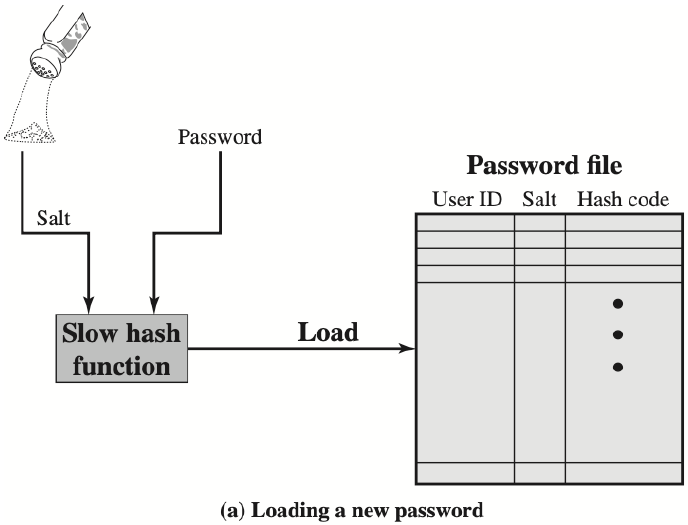 Password
Password file
User ID Salt Hash code
Salt
Slow hash
function
Load
(a) Loading a new password